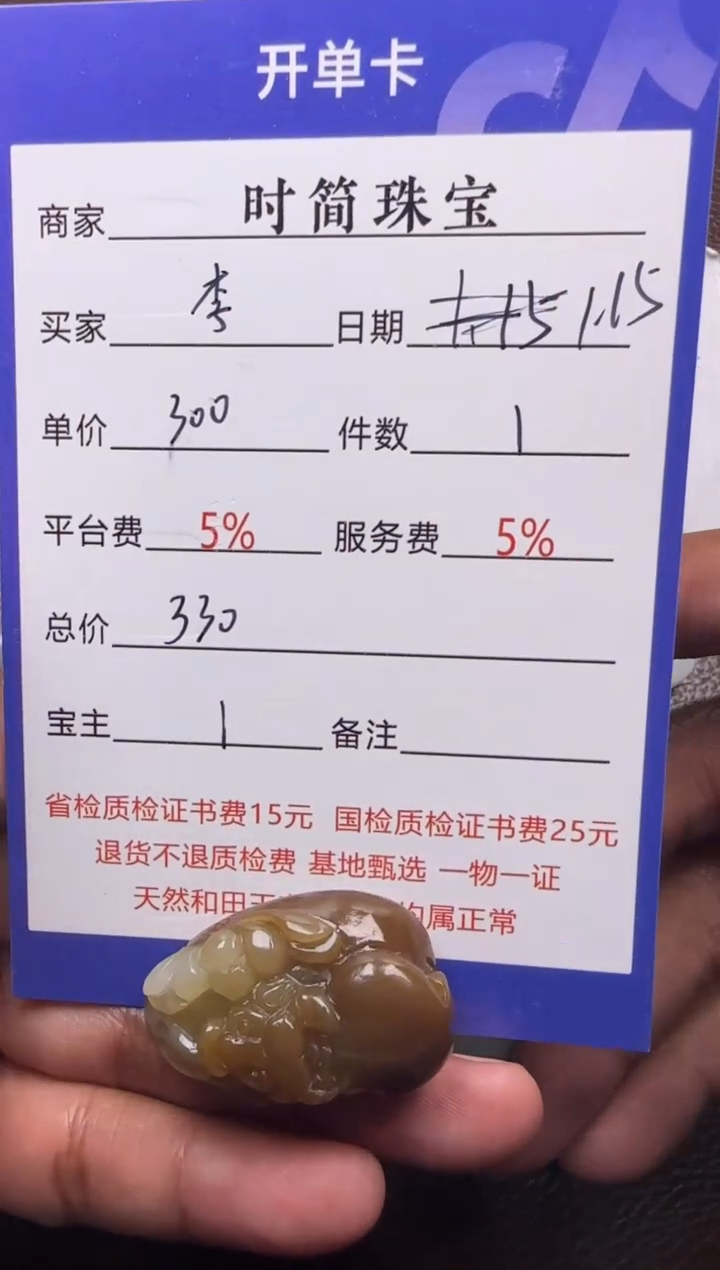 开单卡
商家 时简珠宝
买家 李 日期 1.15
单价 300 件数 1
平台费 5% 服务费 5%
总价 330
宝主 1 备注
省检质检证书费15元 国检质检证书费25元
退货不退质检费 基地甄选 一物一证
天然和田玉 均属正常